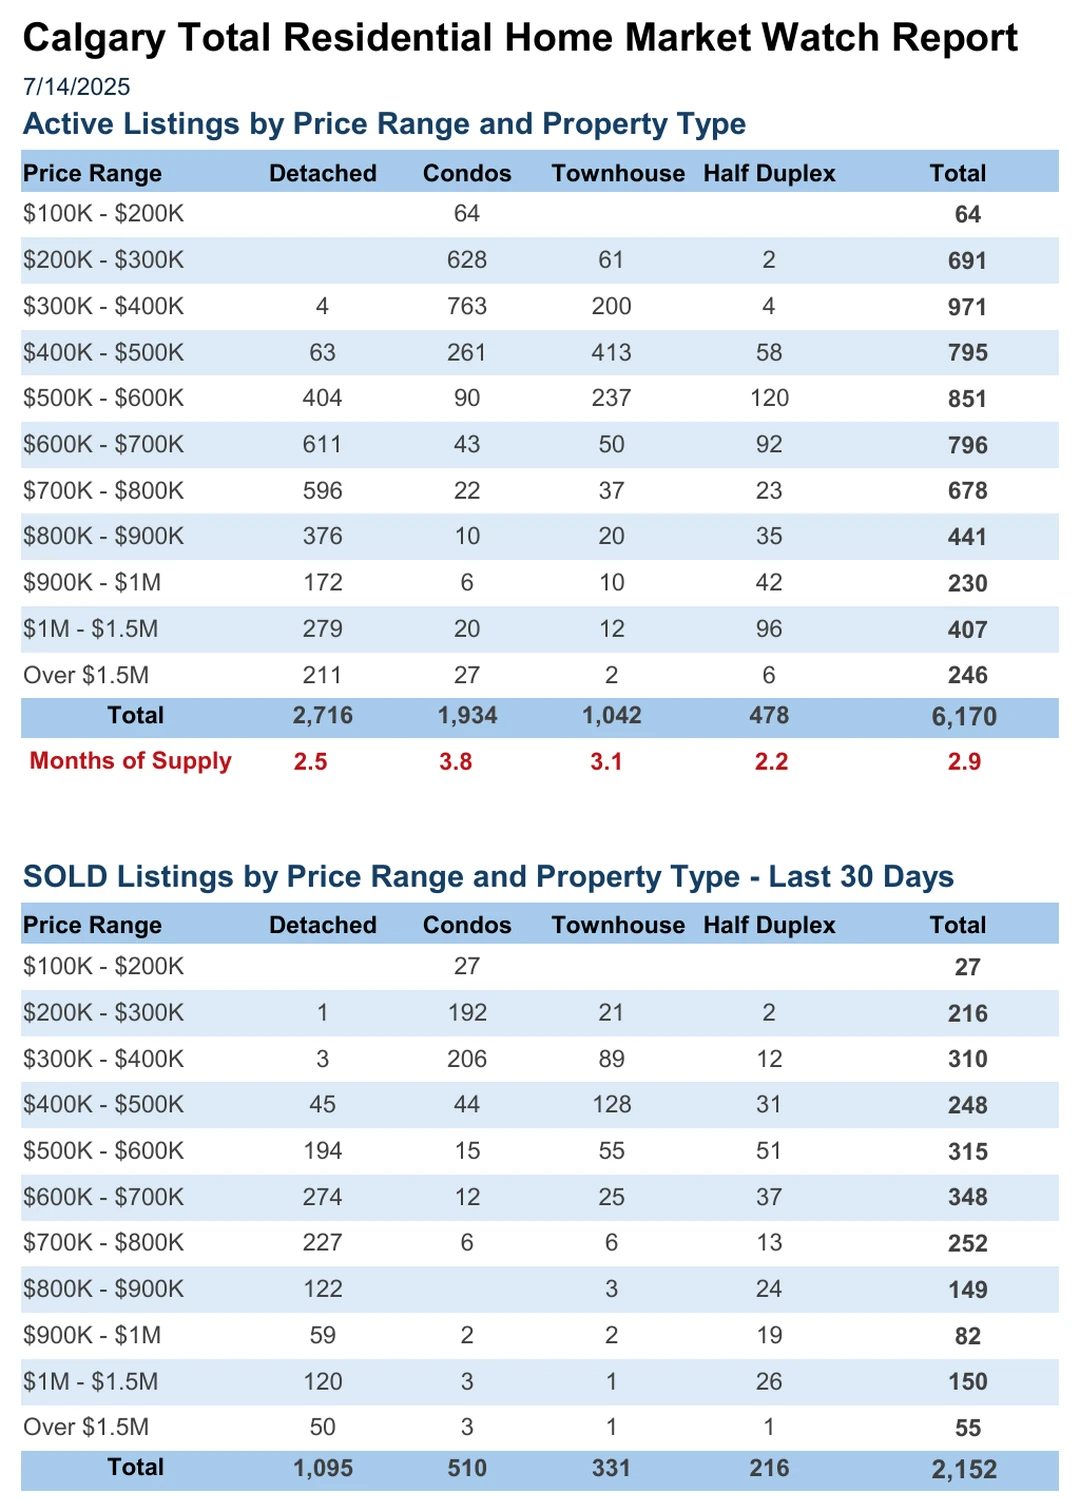 Calgary Total Residential Home Market Watch Report
7/14/2025
Active Listings by Price Range and Property Type
Price Range Detached Condos Townhouse Half Duplex Total
$100K - $200K 64 64
$200K - $300K 628 61 2 691
$300K - $400K 4 763 200 4 971
$400K - $500K 63 261 413 58 795
$500K - $600K 404 90 237 120 851
$600K - $700K 611 43 50 92 796
$700K - $800K 596 22 37 23 678
$800K - $900K 376 10 20 35 441
$900K - $1M 172 6 10 42 230
$1M - $1.5M 279 20 12 96 407
Over $1.5M 211 27 2 6 246
Total 2,716 1,934 1,042 478 6,170
Months of Supply 2.5 3.8 3.1 2.2 2.9
SOLD Listings by Price Range and Property Type - Last 30 Days
Price Range Detached Condos Townhouse Half Duplex Total
$100K - $200K 27 27
$200K - $300K 1 192 21 2 216
$300K - $400K 3 206 89 12 310
$400K - $500K 45 44 128 31 248
$500K - $600K 194 15 55 51 315
$600K - $700K 274 12 25 37 348
$700K - $800K 227 6 6 13 252
$800K - $900K 122 3 24 149
$900K - $1M 59 2 2 19 82
$1M - $1.5M 120 3 1 26 150
Over $1.5M 50 3 1 1 55
Total 1,095 510 331 216 2,152